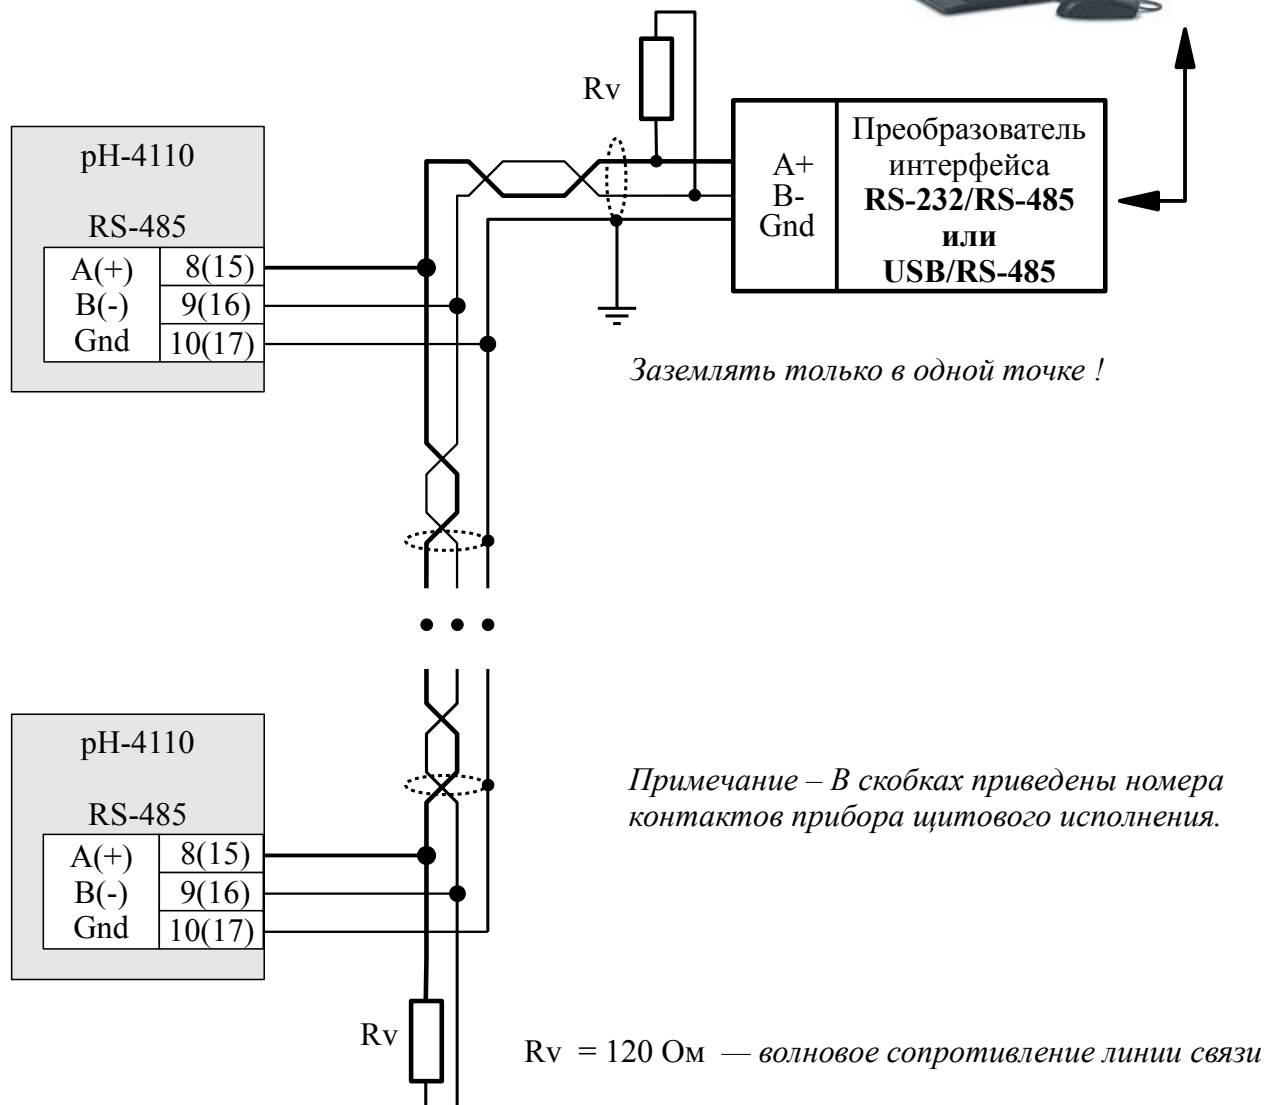 Rv
pH-4110
RS-485
A(+) 8(15)
B(-) 9(16)
Gnd 10(17)
A+
B-
Gnd
Преобразователь
интерфейса
RS-232/RS-485
или
USB/RS-485
Заземлять только в одной точке !
pH-4110
RS-485
A(+) 8(15)
B(-) 9(16)
Gnd 10(17)
Примечание – В скобках приведены номера
контактов прибора щитового исполнения.
Rv
Rv = 120 Ом — волновое сопротивление линии связи